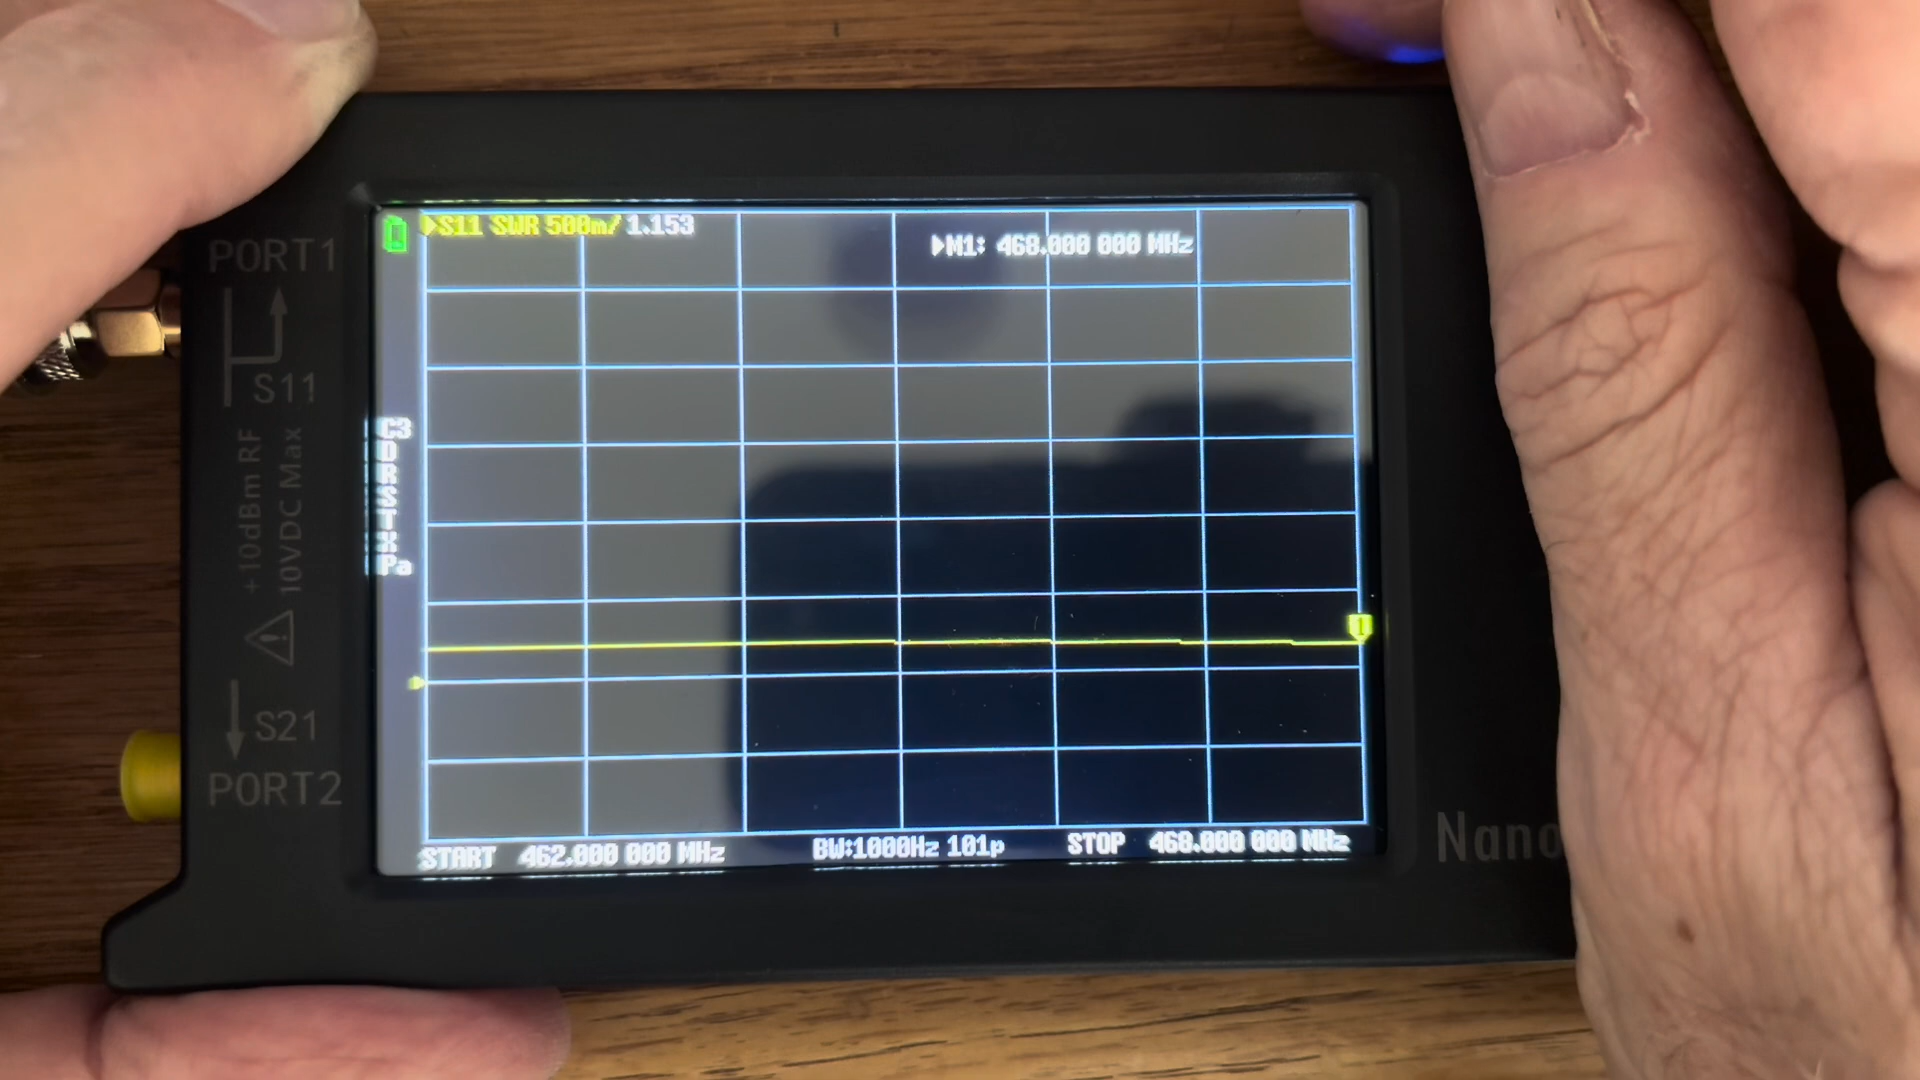 S11 SWR 500m/ 1.153
M1: 468.000 000 MHz
PORT1
S11
+10dBm RF
10VDC Max
C3
D
R
S
T
X
Pa
S21
PORT2
START 462.000 000 MHz
BW:1000Hz 101p
STOP 468.000 000 MHz
Nano
1